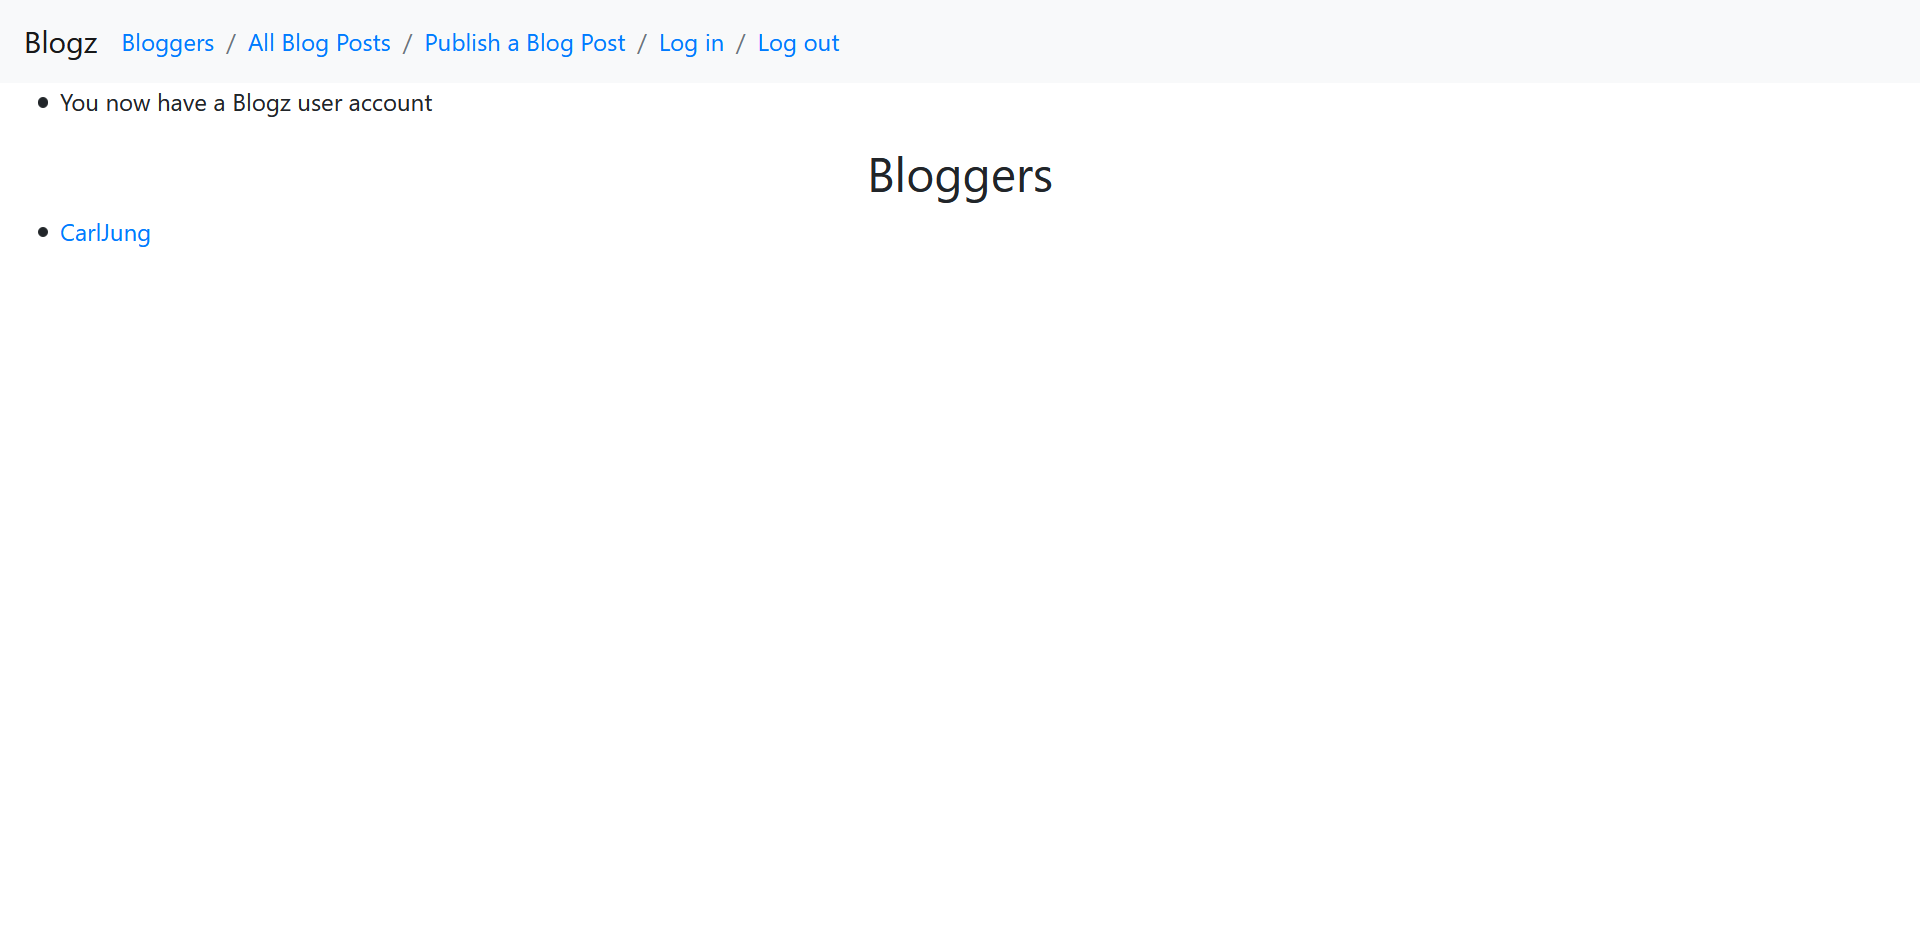 Blogz Bloggers / All Blog Posts / Publish a Blog Post / Log in / Log out
You now have a Blogz user account
Bloggers
CarlJung